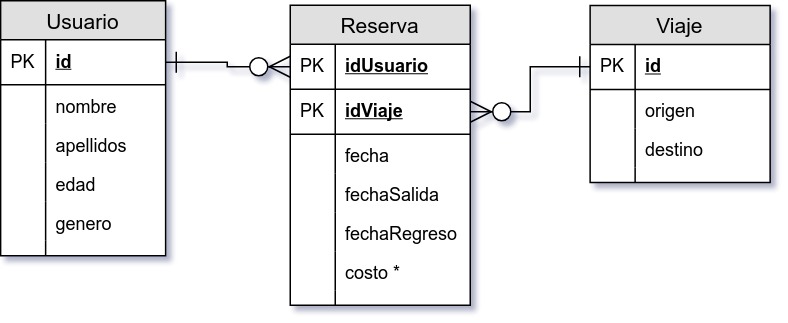 Usuario
PK id
nombre
apellidos
edad
genero
Reserva
PK idUsuario
PK idViaje
fecha
fechaSalida
fechaRegreso
costo *
Viaje
PK id
origen
destino